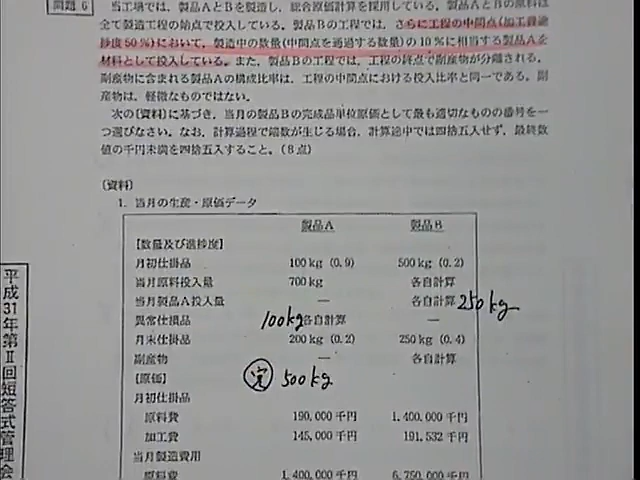 問題 6
当工場では、製品AとBを製造し、総合原価計算を採用している。製品AとBの原料は
全て製造工程の始点で投入している。製品Bの工程では、さらに工程の中間点(加工費進
捗度50%)において、製造中の数量(中間点を通過する数量)の10%に相当する製品Aを
材料として投入している。また、製品Bの工程では、工程の終点で副産物が分離される。
副産物に含まれる製品Aの構成比率は、工程の中間点における投入比率と同一である。副
産物は、軽微なものではない。
次の〔資料〕に基づき、当月の製品Bの完成品単位原価として最も適切なものの番号を一
つ選びなさい。なお、計算過程で端数が生じる場合、計算途中では四捨五入せず、最終数
値の千円未満を四捨五入すること。(8点)
〔資料〕
1. 当月の生産・原価データ
製品A 製品B
【数量及び進捗度】
月初仕掛品 100 kg (0.9) 500 kg (0.2)
当月原料投入量 700 kg 各自計算
当月製品A投入量 — 各自計算 250kg
異常仕損品 100kg 各自計算 —
月末仕掛品 200 kg (0.2) 250 kg (0.4)
副産物 — 各自計算
完 500kg
【原価】
月初仕掛品
原料費 190,000 千円 1,400,000 千円
加工費 145,000 千円 191,532 千円
当月製造費用
原料費 1,400,000 千円 6,750,000 千円
平成31年第Ⅱ回短答式管理会